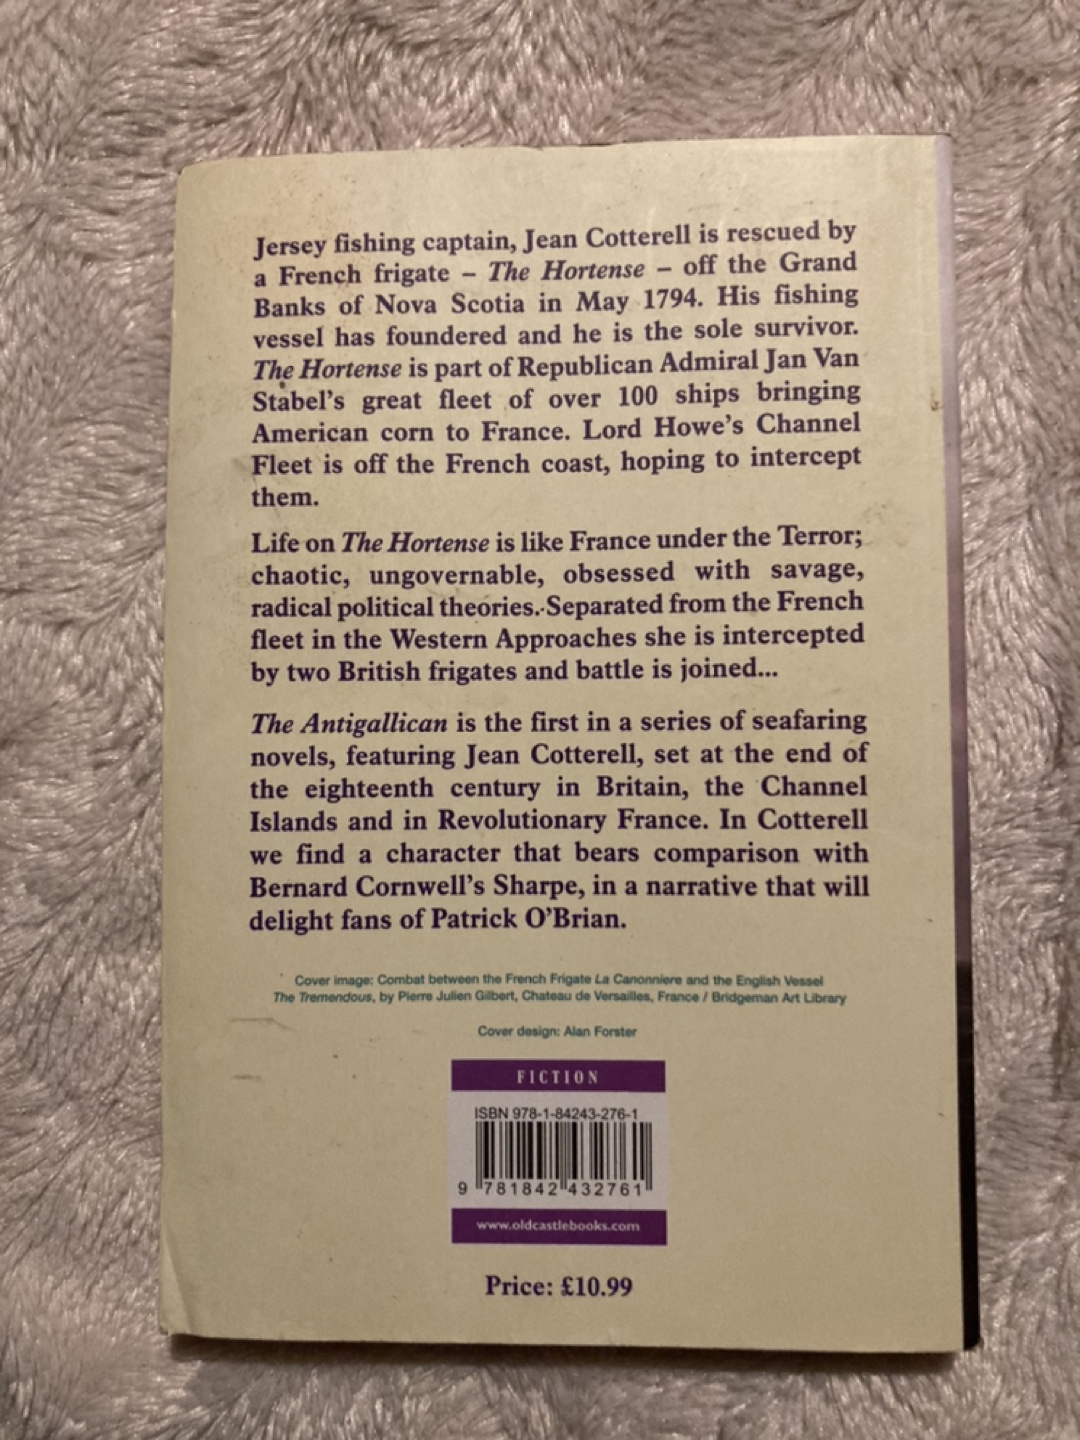 Jersey fishing captain, Jean Cotterell is rescued by
a French frigate – The Hortense – off the Grand
Banks of Nova Scotia in May 1794. His fishing
vessel has foundered and he is the sole survivor.
The Hortense is part of Republican Admiral Jan Van
Stabel's great fleet of over 100 ships bringing
American corn to France. Lord Howe's Channel
Fleet is off the French coast, hoping to intercept
them.
Life on The Hortense is like France under the Terror;
chaotic, ungovernable, obsessed with savage,
radical political theories. Separated from the French
fleet in the Western Approaches she is intercepted
by two British frigates and battle is joined...
The Antigallican is the first in a series of seafaring
novels, featuring Jean Cotterell, set at the end of
the eighteenth century in Britain, the Channel
Islands and in Revolutionary France. In Cotterell
we find a character that bears comparison with
Bernard Cornwell's Sharpe, in a narrative that will
delight fans of Patrick O'Brian.
Cover image: Combat between the French Frigate La Canonniere and the English Vessel
The Tremendous, by Pierre Julien Gilbert, Chateau de Versailles, France / Bridgeman Art Library
Cover design: Alan Forster
FICTION
ISBN 978-1-84243-276-1
9 781842 432761
www.oldcastlebooks.com
Price: £10.99